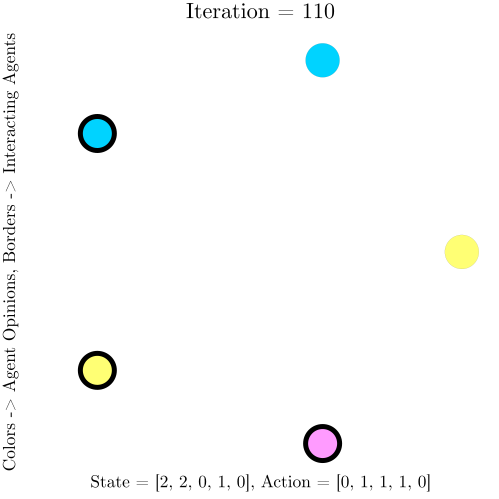 Iteration = 110
Colors -> Agent Opinions, Borders -> Interacting Agents
State = [2, 2, 0, 1, 0], Action = [0, 1, 1, 1, 0]